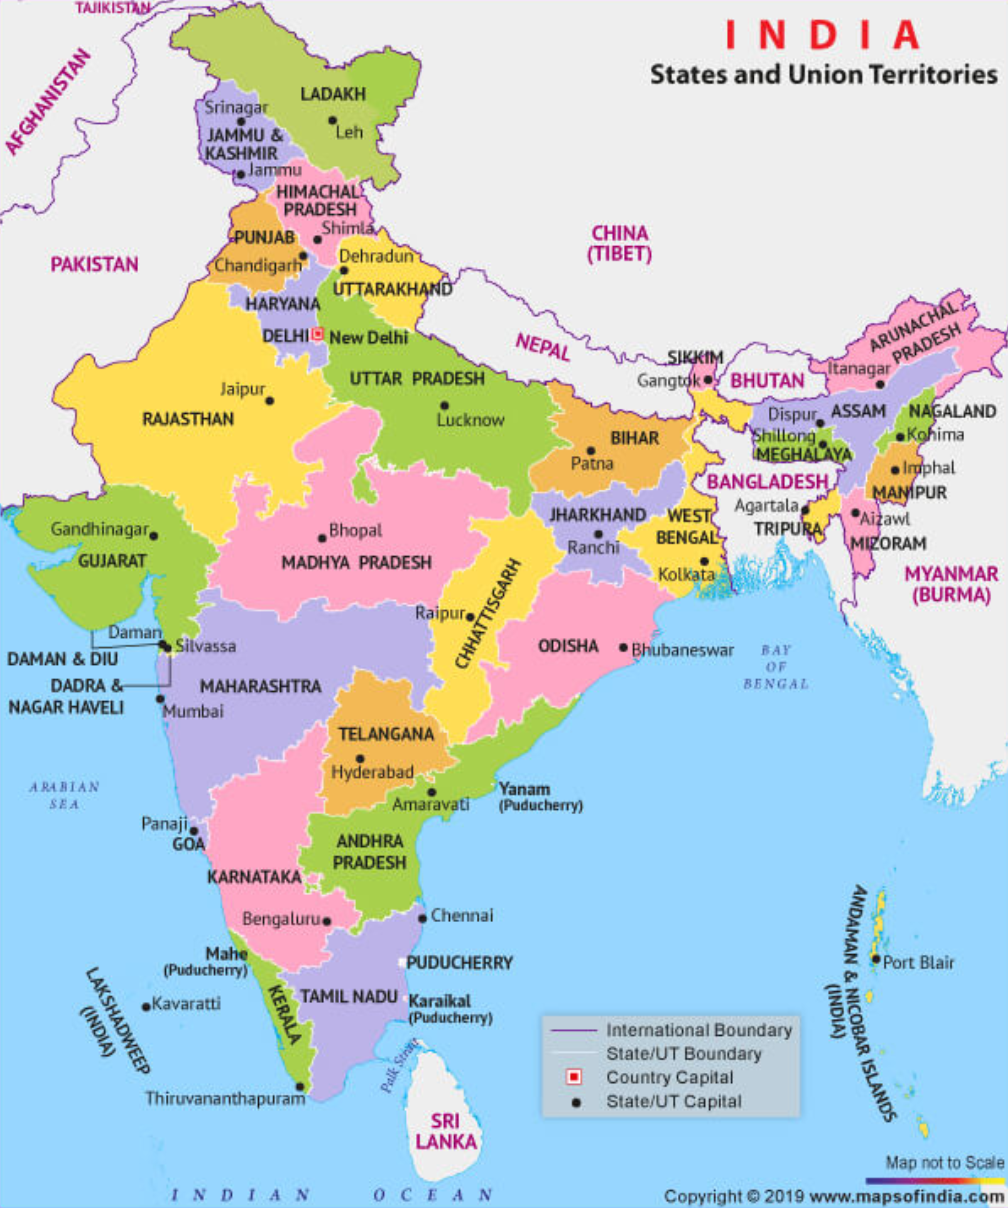 TAJIKISTAN
AFGHANISTAN
I N D I A
States and Union Territories
LADAKH
Leh
Srinagar
JAMMU &
KASHMIR
Jammu
HIMACHAL
PRADESH
Shimla
PUNJAB
Chandigarh
Dehradun
UTTARAKHAND
PAKISTAN
CHINA
(TIBET)
HARYANA
DELHI
New Delhi
NEPAL
SIKKIM
Gangtok
BHUTAN
ARUNACHAL
PRADESH
Itanagar
Jaipur
RAJASTHAN
UTTAR PRADESH
Lucknow
BIHAR
Patna
Dispur
ASSAM
NAGALAND
Shillong
MEGHALAYA
Kohima
Imphal
MANIPUR
BANGLADESH
Agartala
TRIPURA
Aizawl
MIZORAM
MYANMAR
(BURMA)
Gandhinagar
GUJARAT
Bhopal
MADHYA PRADESH
JHARKHAND
Ranchi
WEST
BENGAL
Kolkata
Raipur
CHHATTISGARH
ODISHA
Bhubaneswar
BAY
OF
BENGAL
Daman
Silvassa
DAMAN & DIU
DADRA &
NAGAR HAVELI
MAHARASHTRA
Mumbai
TELANGANA
Hyderabad
ARABIAN
SEA
Amaravati
Yanam
(Puducherry)
Panaji
GOA
ANDHRA
PRADESH
KARNATAKA
Bengaluru
Chennai
Mahe
(Puducherry)
PUDUCHERRY
LAKSHADWEEP
(INDIA)
Kavaratti
KERALA
TAMIL NADU
Karaikal
(Puducherry)
ANDAMAN & NICOBAR ISLANDS
(INDIA)
Port Blair
Palk Strait
Thiruvananthapuram
SRI
LANKA
International Boundary
State/UT Boundary
Country Capital
State/UT Capital
Map not to Scale
I N D I A N O C E A N
Copyright © 2019 www.mapsofindia.com